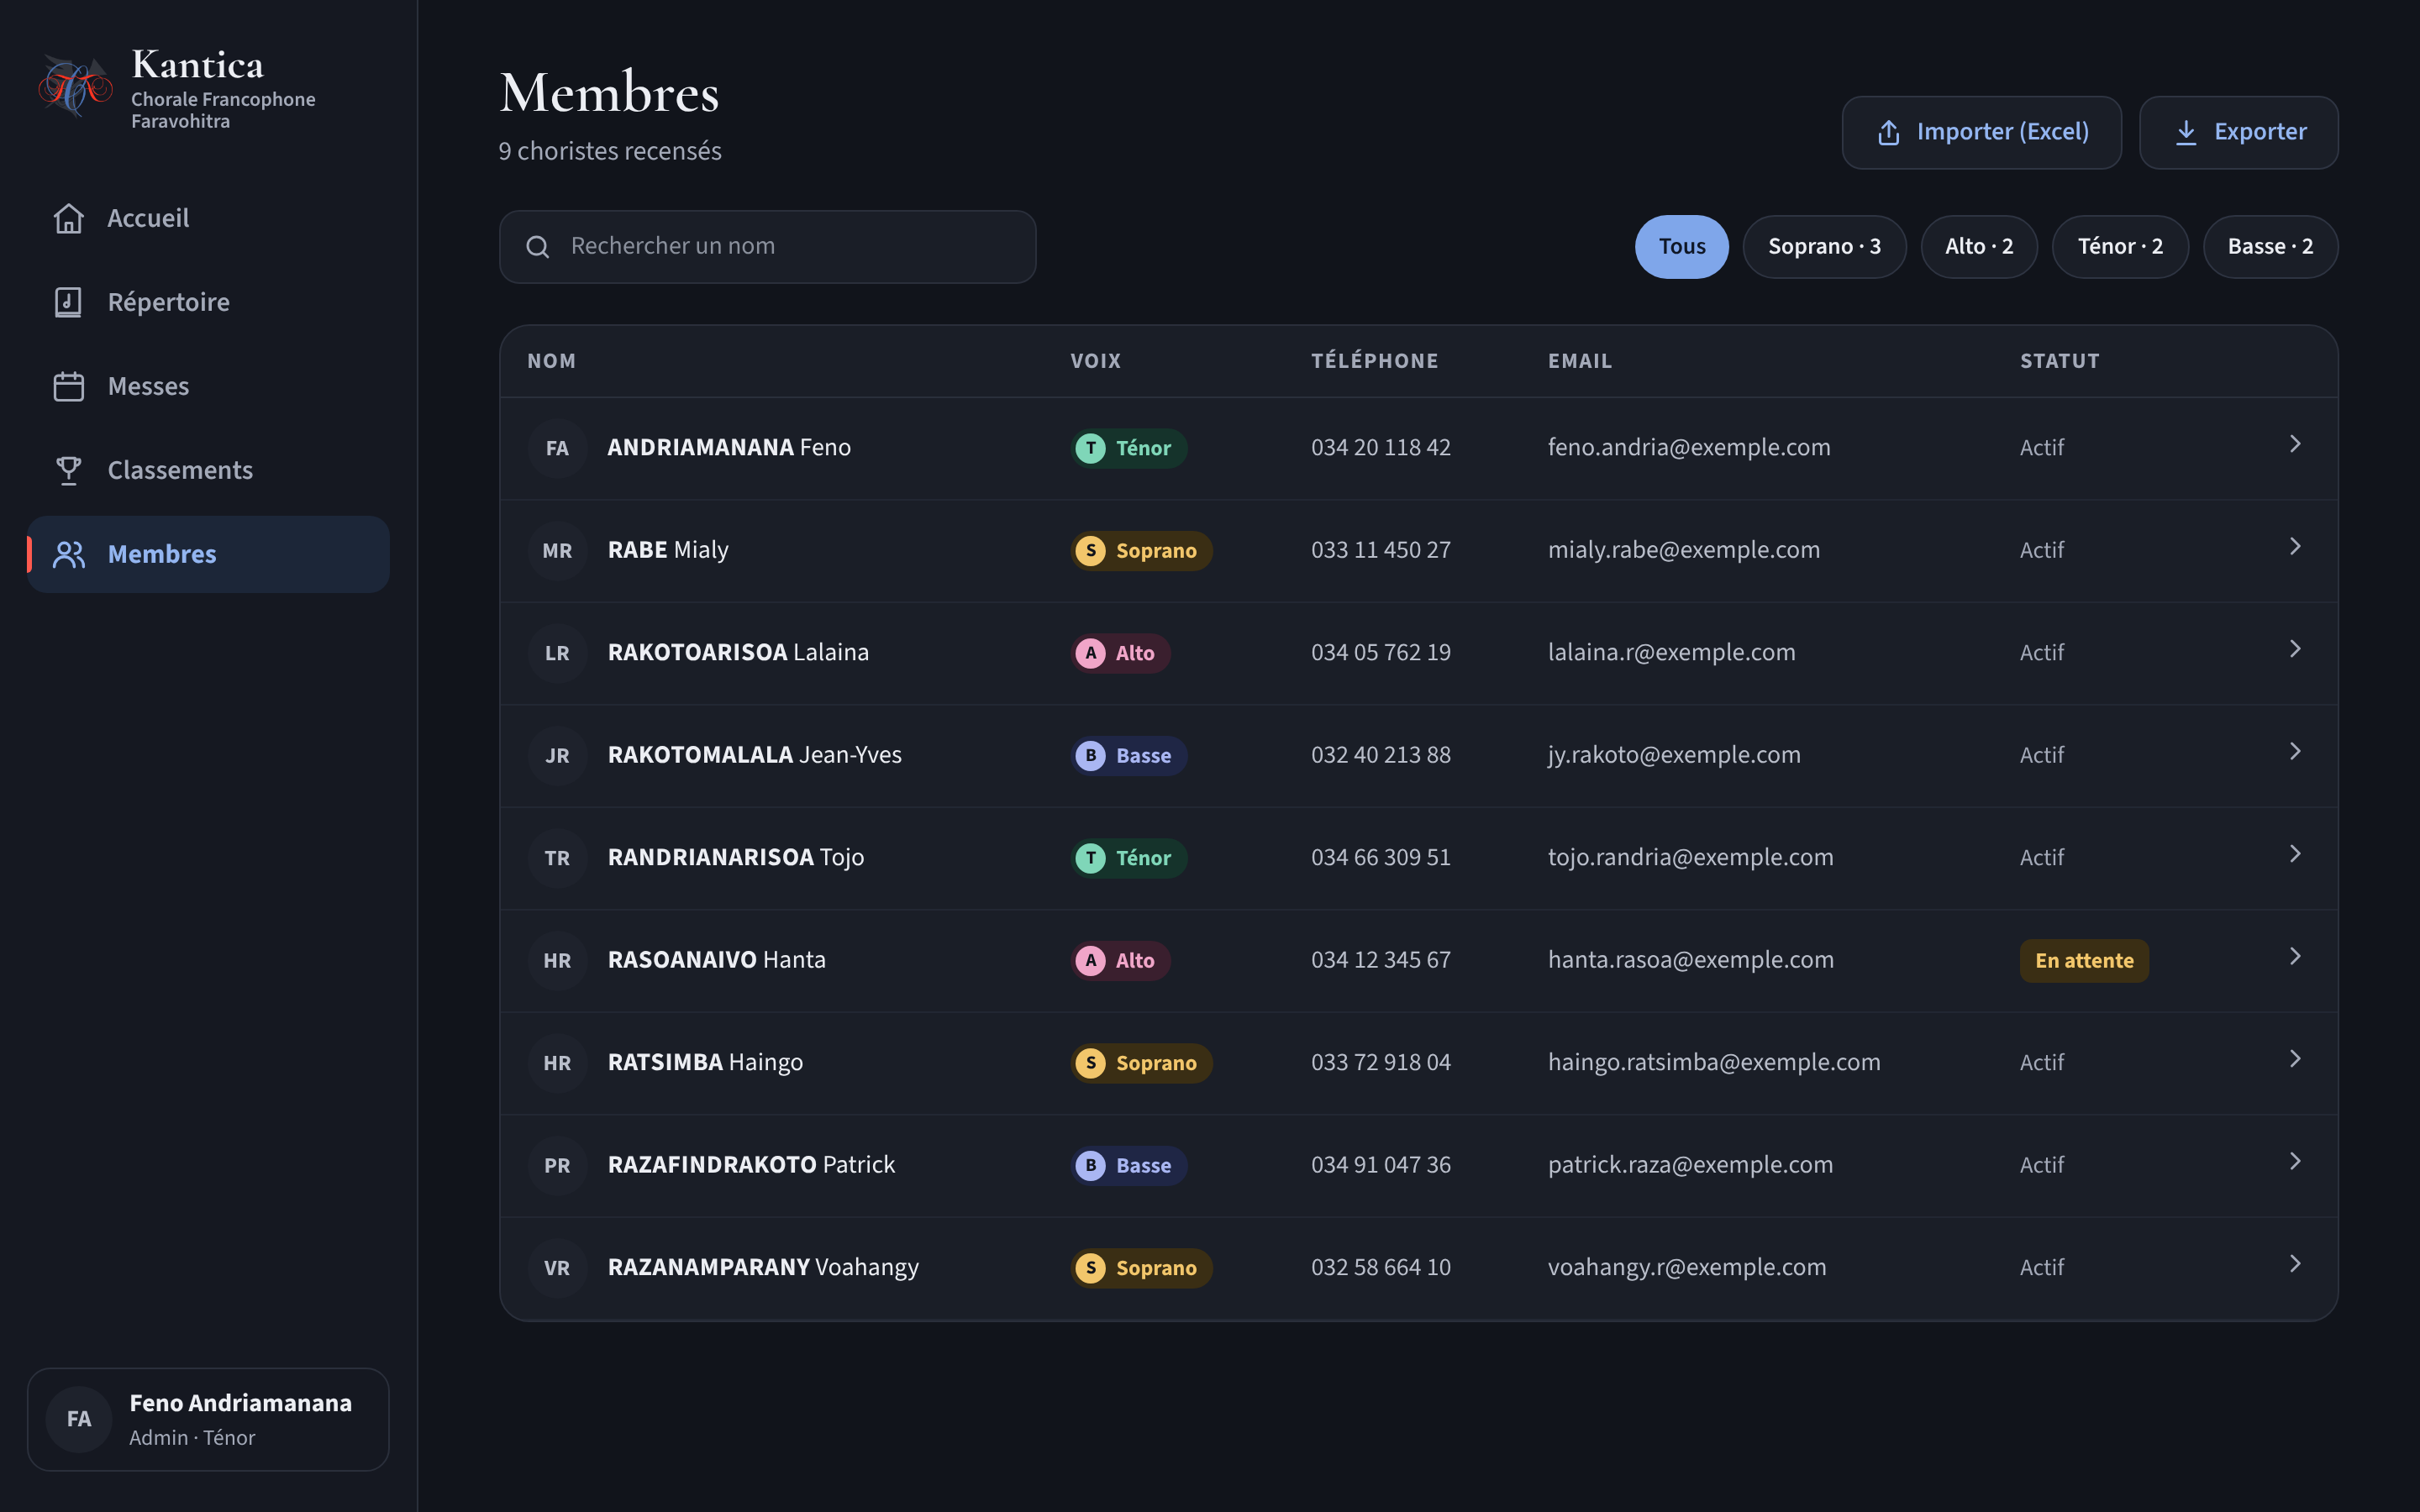 Kantica
Chorale Francophone
Faravohitra
Accueil
Répertoire
Messes
Classements
Membres
FA
Feno Andriamanana
Admin · Ténor
Membres
9 choristes recensés
Importer (Excel)
Exporter
Rechercher un nom
Tous
Soprano · 3
Alto · 2
Ténor · 2
Basse · 2
NOM VOIX TÉLÉPHONE EMAIL STATUT
FA ANDRIAMANANA Feno T Ténor 034 20 118 42 feno.andria@exemple.com Actif
MR RABE Mialy S Soprano 033 11 450 27 mialy.rabe@exemple.com Actif
LR RAKOTOARISOA Lalaina A Alto 034 05 762 19 lalaina.r@exemple.com Actif
JR RAKOTOMALALA Jean-Yves B Basse 032 40 213 88 jy.rakoto@exemple.com Actif
TR RANDRIANARISOA Tojo T Ténor 034 66 309 51 tojo.randria@exemple.com Actif
HR RASOANAIVO Hanta A Alto 034 12 345 67 hanta.rasoa@exemple.com En attente
HR RATSIMBA Haingo S Soprano 033 72 918 04 haingo.ratsimba@exemple.com Actif
PR RAZAFINDRAKOTO Patrick B Basse 034 91 047 36 patrick.raza@exemple.com Actif
VR RAZANAMPARANY Voahangy S Soprano 032 58 664 10 voahangy.r@exemple.com Actif